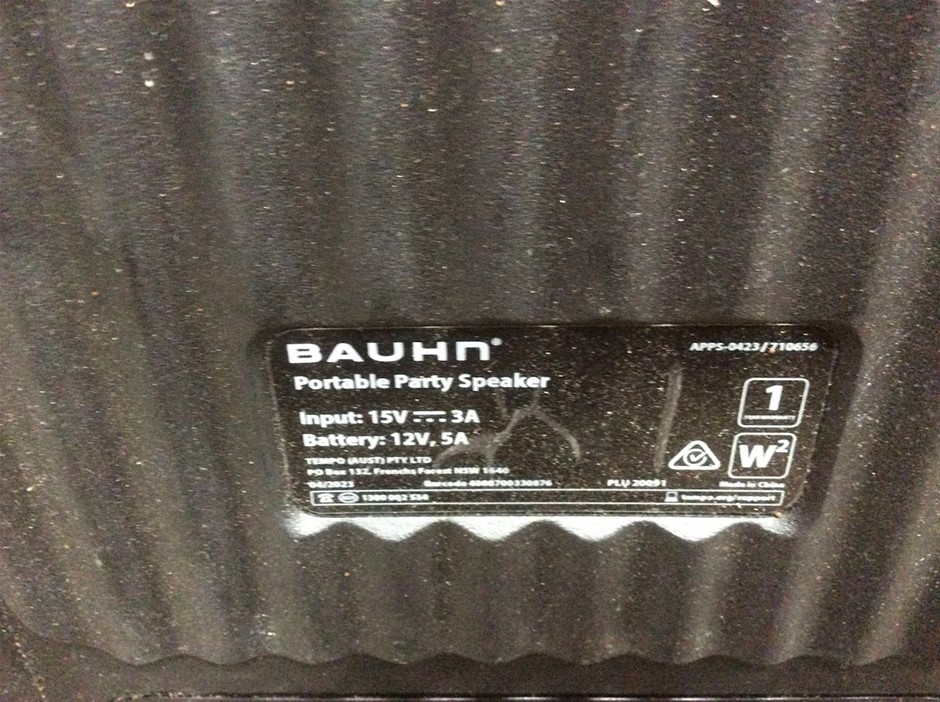 BAUHN®
APPS-0423/710656
Portable Party Speaker
1
Input: 15V 3A
Battery: 12V, 5A
W²
TEMPO (AUST) PTY LTD
PO Box 132, Frenchs Forest NSW 1640
Made in China
04/2023 Barcode 4088700330876 PLU 20091
1300 002 534 tempo.org/support